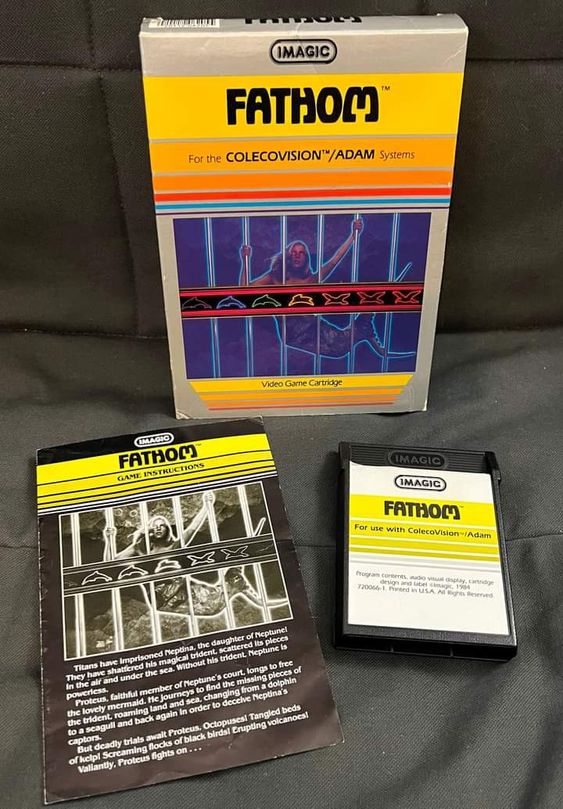 FATHOM
IMAGIC
FATHOM™
For the COLECOVISION™/ADAM Systems
Video Game Cartridge
IMAGIC
FATHOM™
GAME INSTRUCTIONS
Titans have imprisoned Neptina, the daughter of Neptune!
They have shattered his magical trident, scattered its pieces
in the air and under the sea. Without his trident, Neptune is
powerless.
Proteus, faithful member of Neptune's court, longs to free
the lovely mermaid. He journeys to find the missing pieces of
the trident, roaming land and sea, changing from a dolphin
to a seagull and back again in order to deceive Neptina's
captors.
But deadly trials await Proteus. Octopuses! Tangled beds
of kelp! Screaming flocks of black birds! Erupting volcanoes!
Valiantly, Proteus fights on . . .
IMAGIC
IMAGIC
FATHOM
For use with ColecoVision™/Adam
Program contents, audio visual display, cartridge
design and label ©Imagic, 1984
720066-1 Printed in U.S.A. All Rights Reserved.